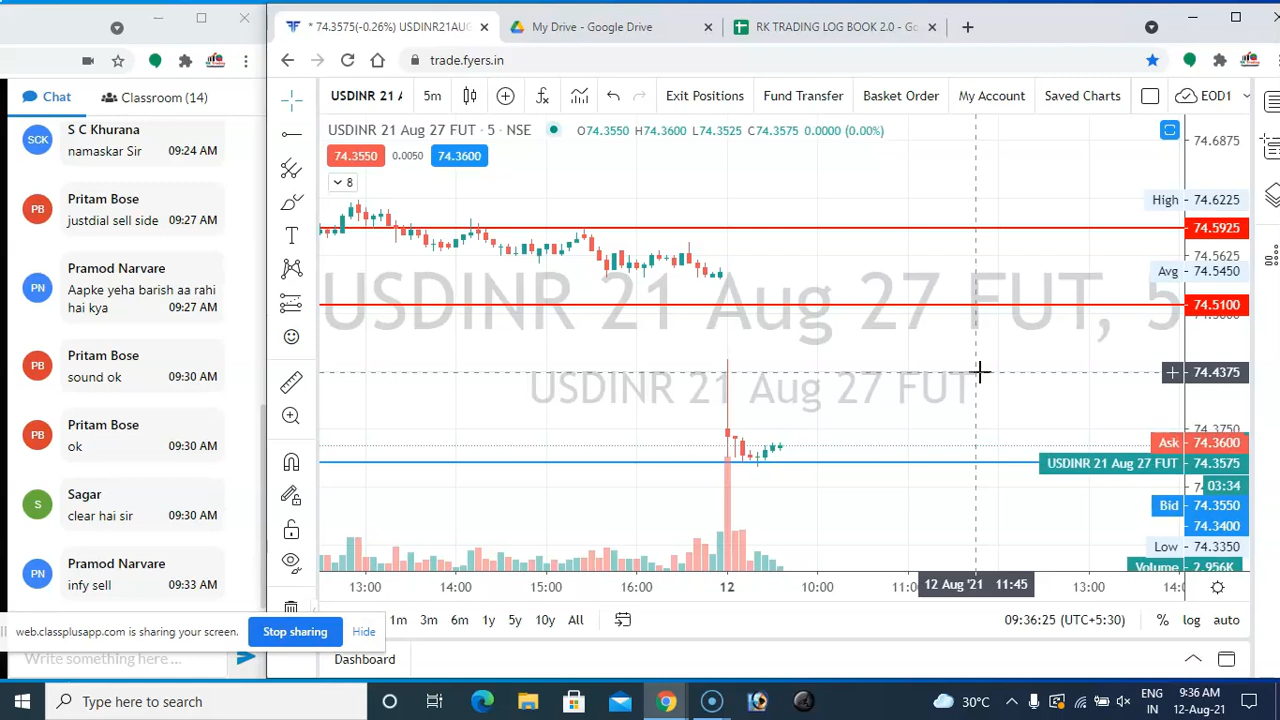 * 74.3575(-0.26%) USDINR21AUG
My Drive - Google Drive
RK TRADING LOG BOOK 2.0 - Go
trade.fyers.in
Chat
Classroom (14)
SCK
S C Khurana
namaskar Sir
09:24 AM
PB
Pritam Bose
justdial sell side
09:27 AM
PN
Pramod Narvare
Aapke yeha barish aa rahi
hai kya
09:27 AM
PB
Pritam Bose
sound ok
09:30 AM
PB
Pritam Bose
ok
09:30 AM
S
Sagar
clear hai sir
09:30 AM
PN
Pramod Narvare
infy sell
09:33 AM
web.classplusapp.com is sharing your screen.
Stop sharing
Hide
Write something here ...
USDINR 21 A
5m
Exit Positions
Fund Transfer
Basket Order
My Account
Saved Charts
EOD1
USDINR 21 Aug 27 FUT · 5 · NSE
O74.3550 H74.3600 L74.3525 C74.3575 0.0000 (0.00%)
74.3550
0.0050
74.3600
8
USDINR 21 Aug 27 FUT, 5
USDINR 21 Aug 27 FUT
74.6875
High 74.6225
74.5925
74.5625
Avg 74.5450
74.5100
74.4375
74.3750
Ask 74.3600
USDINR 21 Aug 27 FUT 74.3575
03:34
Bid 74.3550
74.3400
Low 74.3350
Volume 2.956K
13:00
14:00
15:00
16:00
12
10:00
12 Aug '21 11:45
13:00
1m
3m
6m
1y
5y
10y
All
09:36:25 (UTC+5:30)
%
log
auto
Dashboard
Type here to search
30°C
ENG
IN
9:36 AM
12-Aug-21